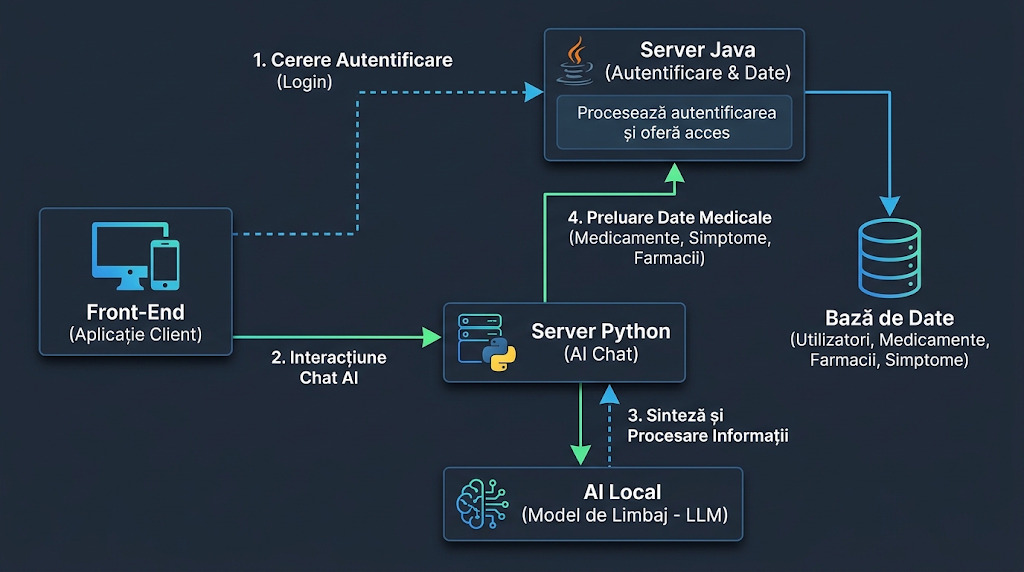 1. Cerere Autentificare
(Login)
Server Java
(Autentificare & Date)
Procesează autentificarea
și oferă acces
4. Preluare Date Medicale
(Medicamente, Simptome,
Farmacii)
Front-End
(Aplicație Client)
2. Interacțiune
Chat AI
Server Python
(AI Chat)
Bază de Date
(Utilizatori, Medicamente,
Farmacii, Simptome)
3. Sinteză și
Procesare Informații
AI Local
(Model de Limbaj - LLM)